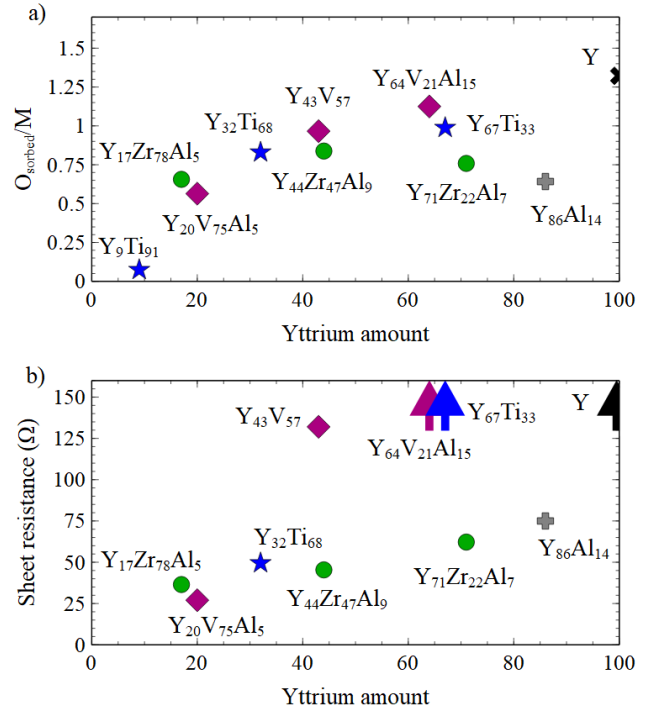 a)
1.5
1.25
1
0.75
0.5
0.25
0
O_sorbed/M
Y
Y₆₄V₂₁Al₁₅
Y₄₃V₅₇
Y₃₂Ti₆₈
Y₆₇Ti₃₃
Y₁₇Zr₇₈Al₅
Y₄₄Zr₄₇Al₉
Y₇₁Zr₂₂Al₇
Y₈₆Al₁₄
Y₂₀V₇₅Al₅
Y₉Ti₉₁
0 20 40 60 80 100
Yttrium amount
b)
150
125
100
75
50
25
0
Sheet resistance (Ω)
Y₄₃V₅₇
Y₆₇Ti₃₃
Y
Y₆₄V₂₁Al₁₅
Y₃₂Ti₆₈
Y₈₆Al₁₄
Y₁₇Zr₇₈Al₅
Y₇₁Zr₂₂Al₇
Y₄₄Zr₄₇Al₉
Y₂₀V₇₅Al₅
0 20 40 60 80 100
Yttrium amount